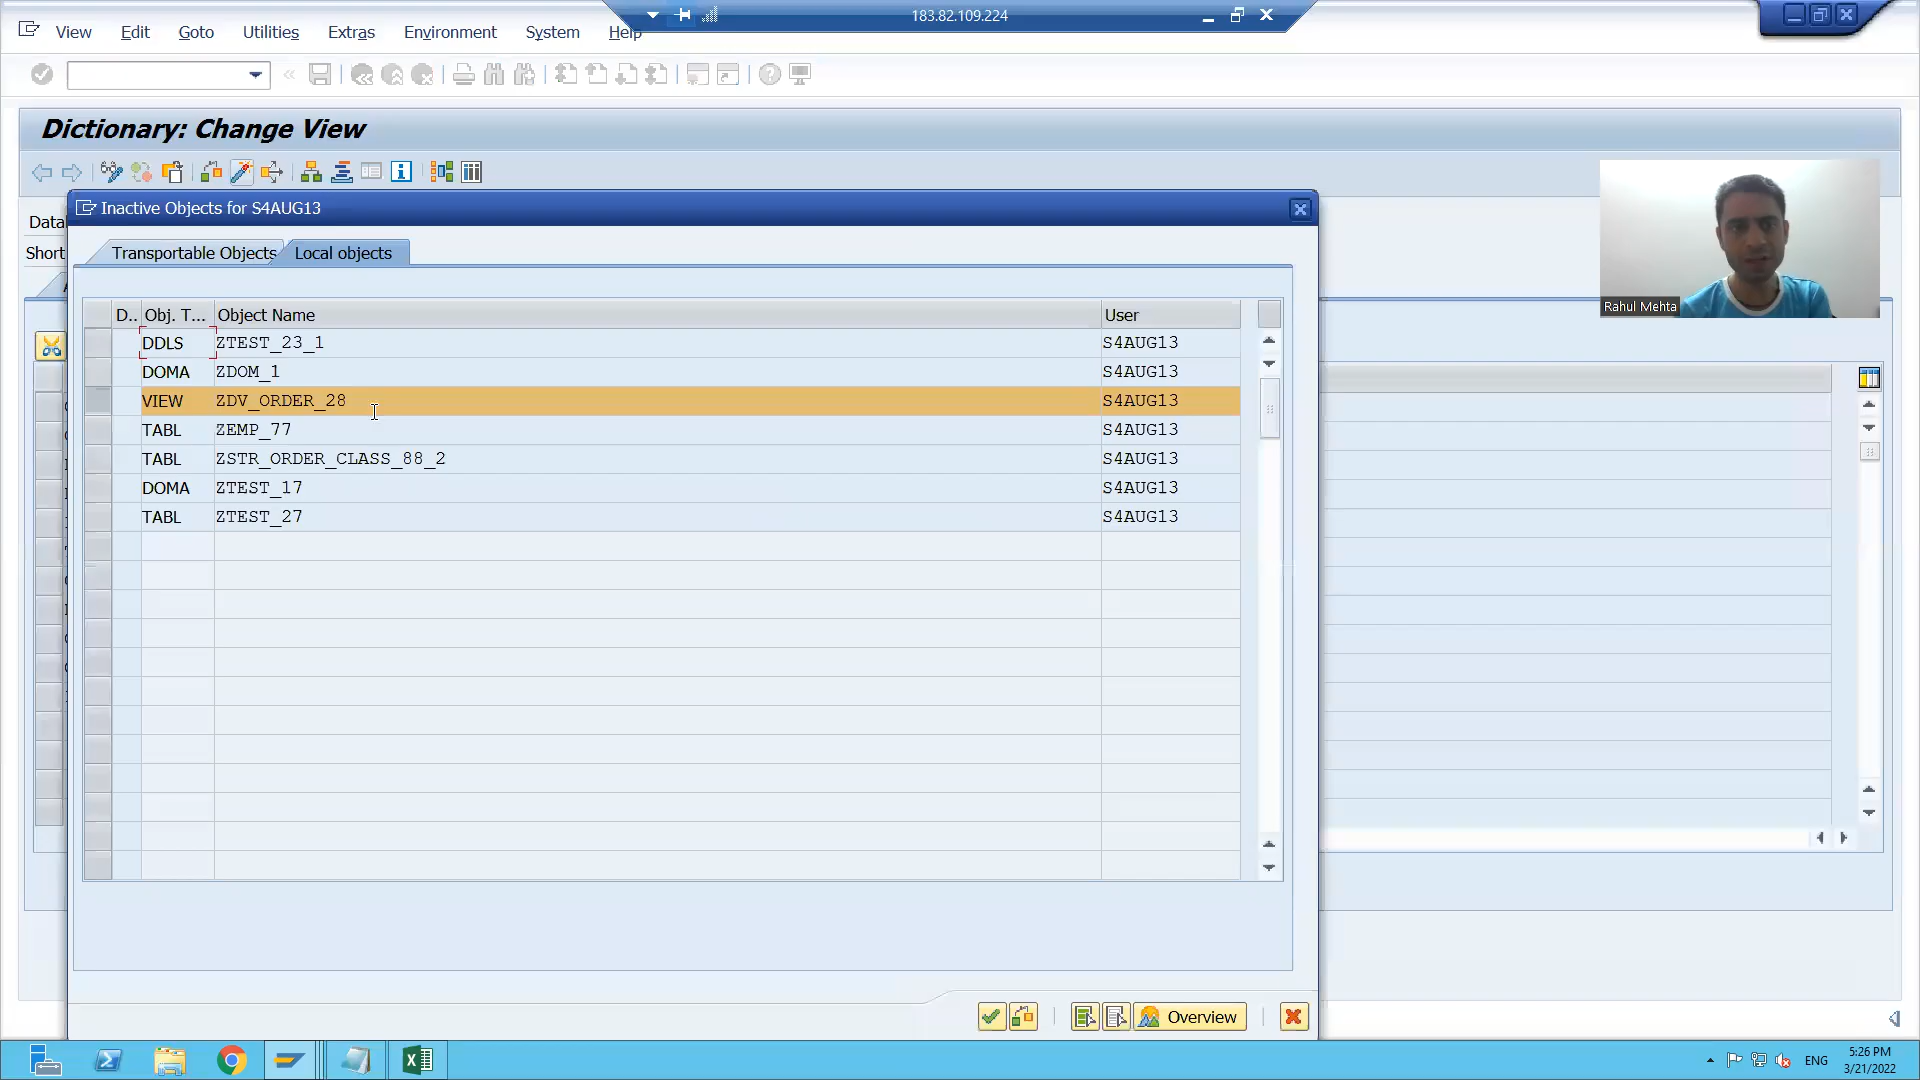 183.82.109.224
View Edit Goto Utilities Extras Environment System Help
Dictionary: Change View
Inactive Objects for S4AUG13
Data
Short
Transportable Objects Local objects
D.. Obj. T... Object Name User
DDLS ZTEST_23_1 S4AUG13
DOMA ZDOM_1 S4AUG13
VIEW ZDV_ORDER_28 S4AUG13
TABL ZEMP_77 S4AUG13
TABL ZSTR_ORDER_CLASS_88_2 S4AUG13
DOMA ZTEST_17 S4AUG13
TABL ZTEST_27 S4AUG13
Rahul Mehta
Overview
ENG
5:26 PM
3/21/2022